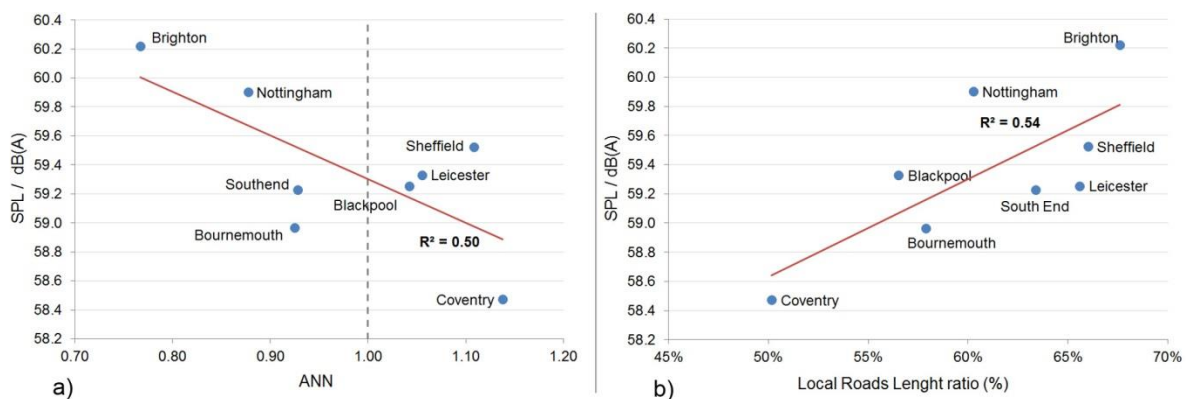 60.4
60.2
60.0
59.8
59.6
59.4
59.2
59.0
58.8
58.6
58.4
58.2
SPL / dB(A)
Brighton
Nottingham
Sheffield
Leicester
Southend
Blackpool
Bournemouth
R² = 0.50
Coventry
0.70 0.80 0.90 1.00 1.10 1.20
a) ANN
60.4
60.2
60.0
59.8
59.6
59.4
59.2
59.0
58.8
58.6
58.4
58.2
SPL / dB(A)
Brighton
Nottingham
R² = 0.54
Sheffield
Blackpool
Leicester
South End
Bournemouth
Coventry
45% 50% 55% 60% 65% 70%
b) Local Roads Lenght ratio (%)